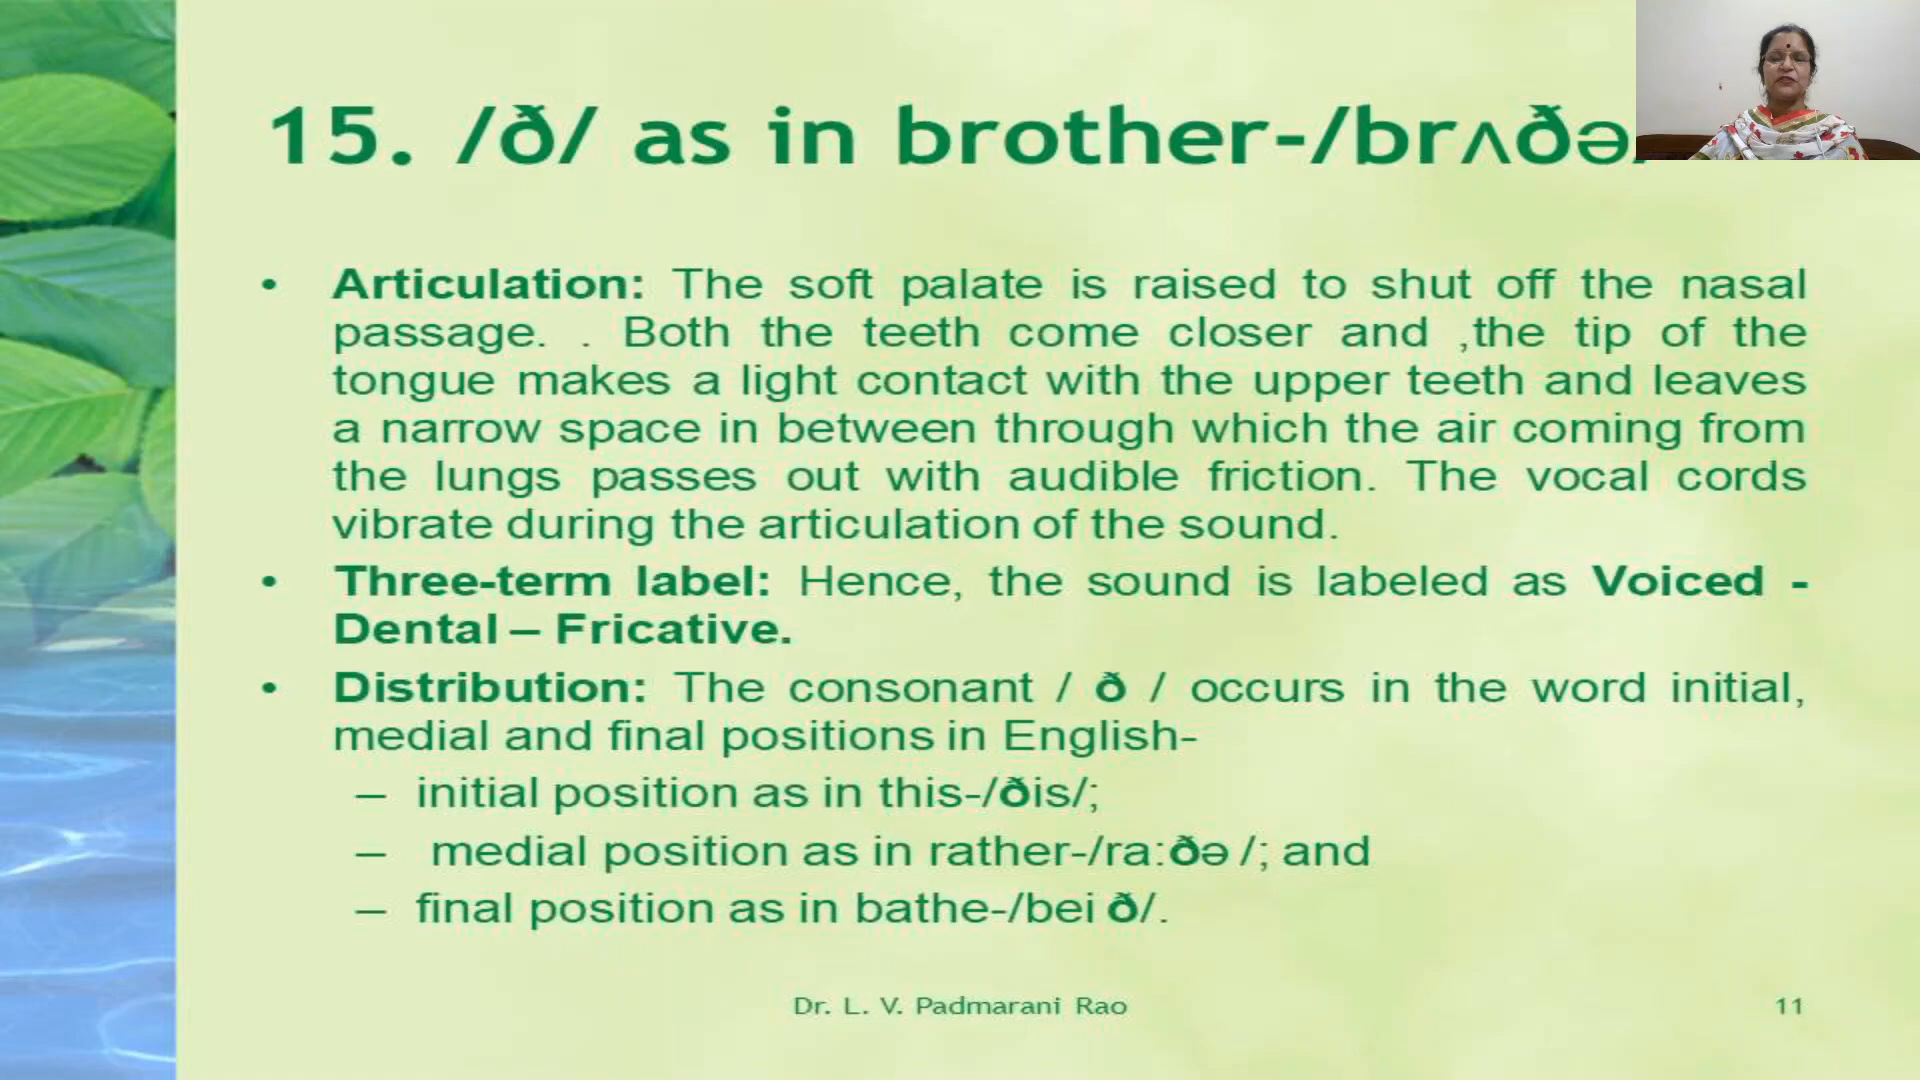 15. /ð/ as in brother-/brʌðə/
• Articulation: The soft palate is raised to shut off the nasal
passage. . Both the teeth come closer and ,the tip of the
tongue makes a light contact with the upper teeth and leaves
a narrow space in between through which the air coming from
the lungs passes out with audible friction. The vocal cords
vibrate during the articulation of the sound.
• Three-term label: Hence, the sound is labeled as Voiced -
Dental – Fricative.
• Distribution: The consonant / ð / occurs in the word initial,
medial and final positions in English-
– initial position as in this-/ðis/;
– medial position as in rather-/ra:ðə /; and
– final position as in bathe-/bei ð/.
Dr. L. V. Padmarani Rao
11